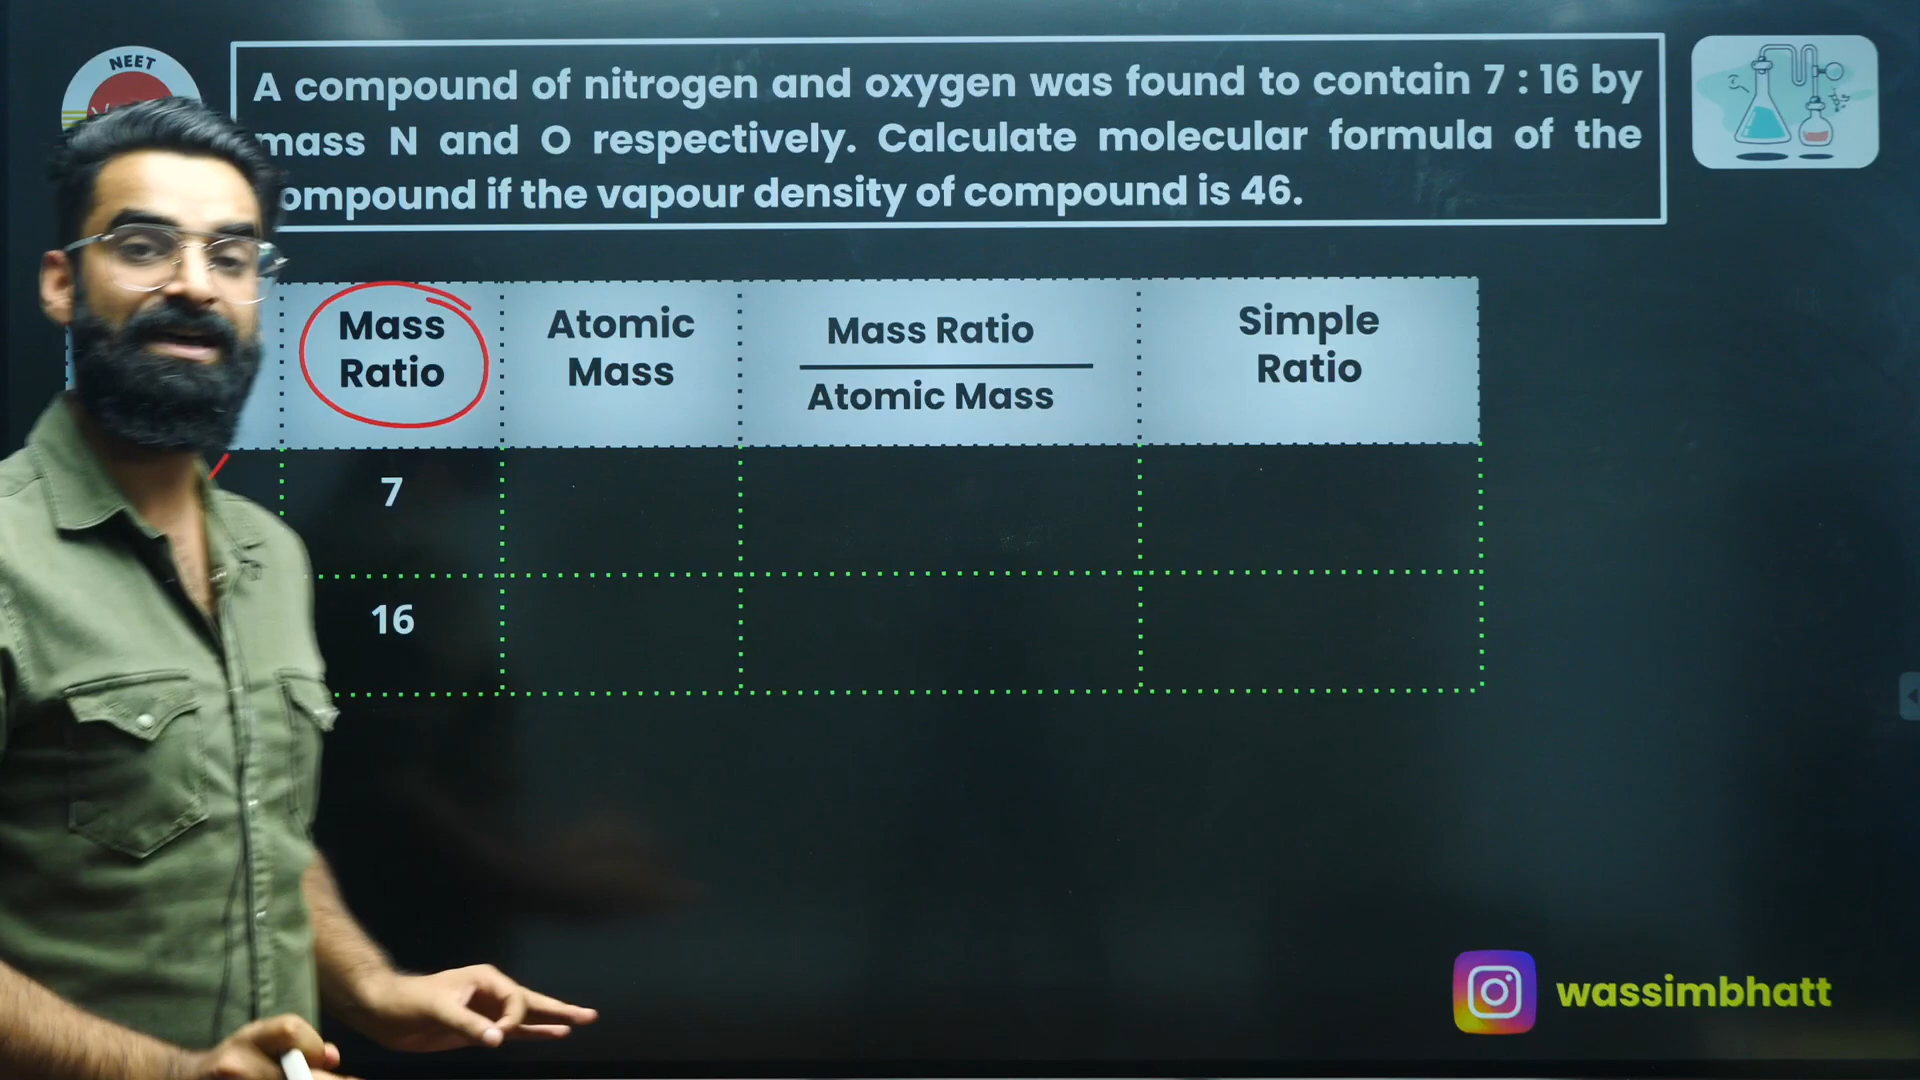 NEET
A compound of nitrogen and oxygen was found to contain 7 : 16 by
mass N and O respectively. Calculate molecular formula of the
compound if the vapour density of compound is 46.
Mass Ratio
Atomic Mass
Mass Ratio
Atomic Mass
Simple Ratio
7
16
wassimbhatt